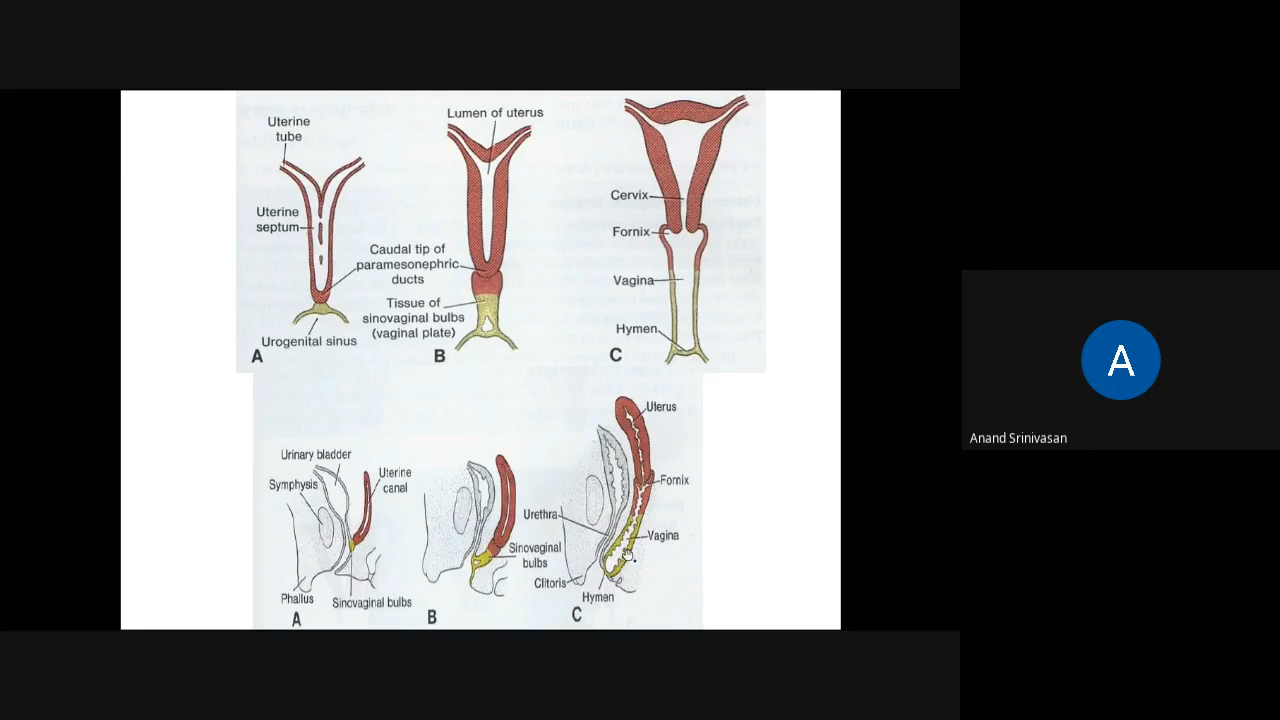 Uterine
tube
Uterine
septum
Urogenital sinus
A
Lumen of uterus
Caudal tip of
paramesonephric
ducts
Tissue of
sinovaginal bulbs
(vaginal plate)
B
Cervix
Fornix
Vagina
Hymen
C
Urinary bladder
Symphysis
Uterine
canal
Phallus
Sinovaginal bulbs
A
Sinovaginal
bulbs
B
Uterus
Fornix
Urethra
Vagina
Clitoris
Hymen
C
A
Anand Srinivasan